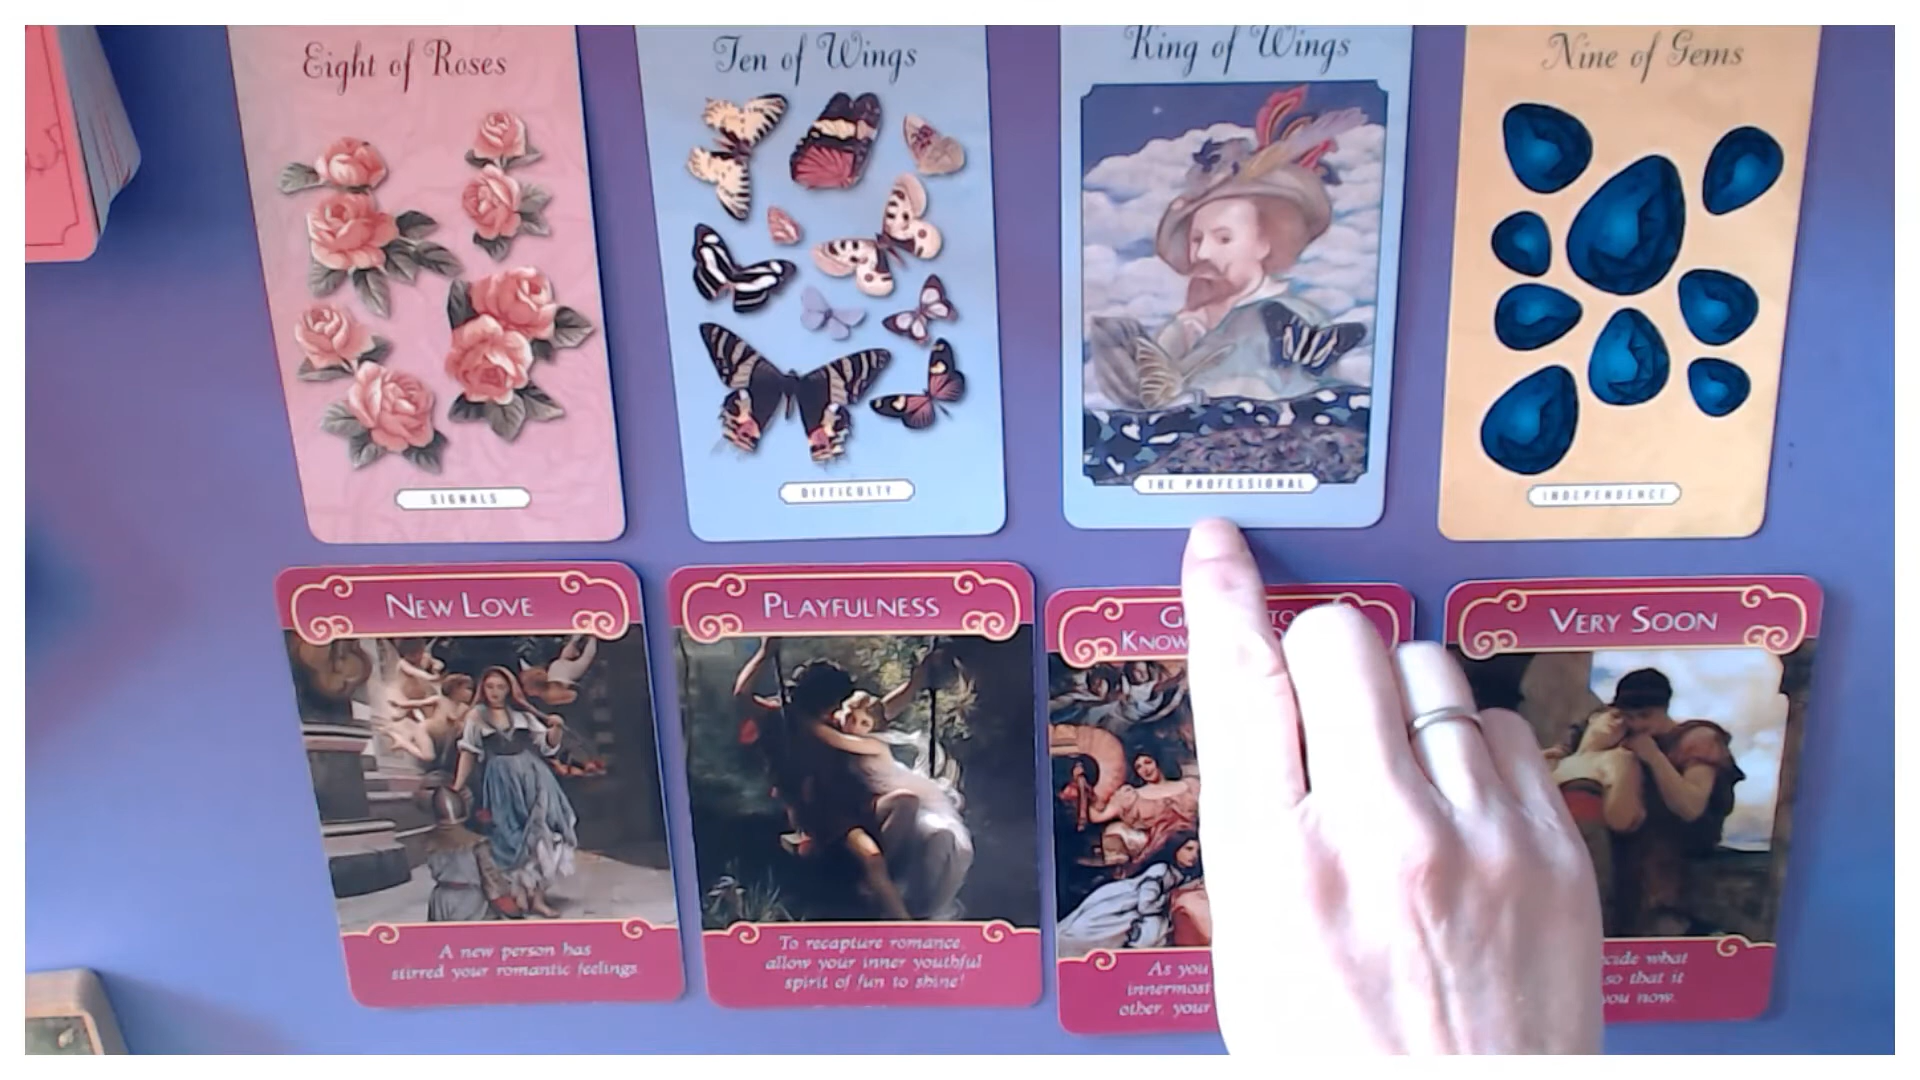 Eight of Roses
Ten of Wings
King of Wings
Nine of Gems
SIGNALS
DIFFICULTY
THE PROFESSIONAL
INDEPENDENCE
NEW LOVE
PLAYFULNESS
VERY SOON
A new person has
stirred your romantic feelings.
To recapture romance,
allow your inner youthful
spirit of fun to shine!
As you
innermost
other, your
what
so that it
you now.